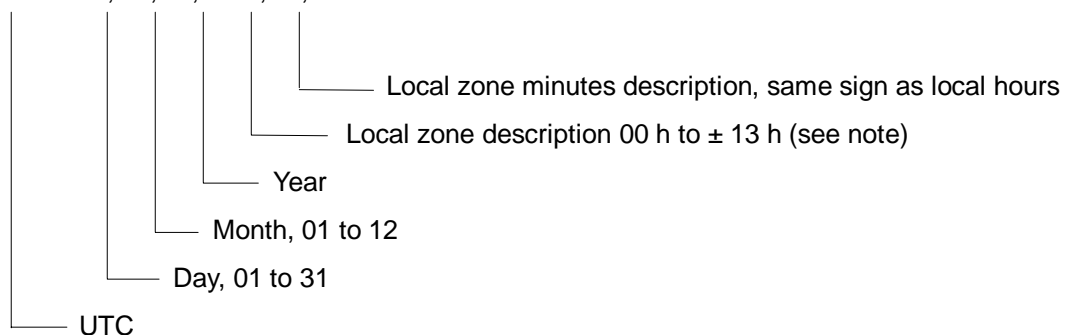 Local zone minutes description, same sign as local hours
Local zone description 00 h to ± 13 h (see note)
Year
Month, 01 to 12
Day, 01 to 31
UTC